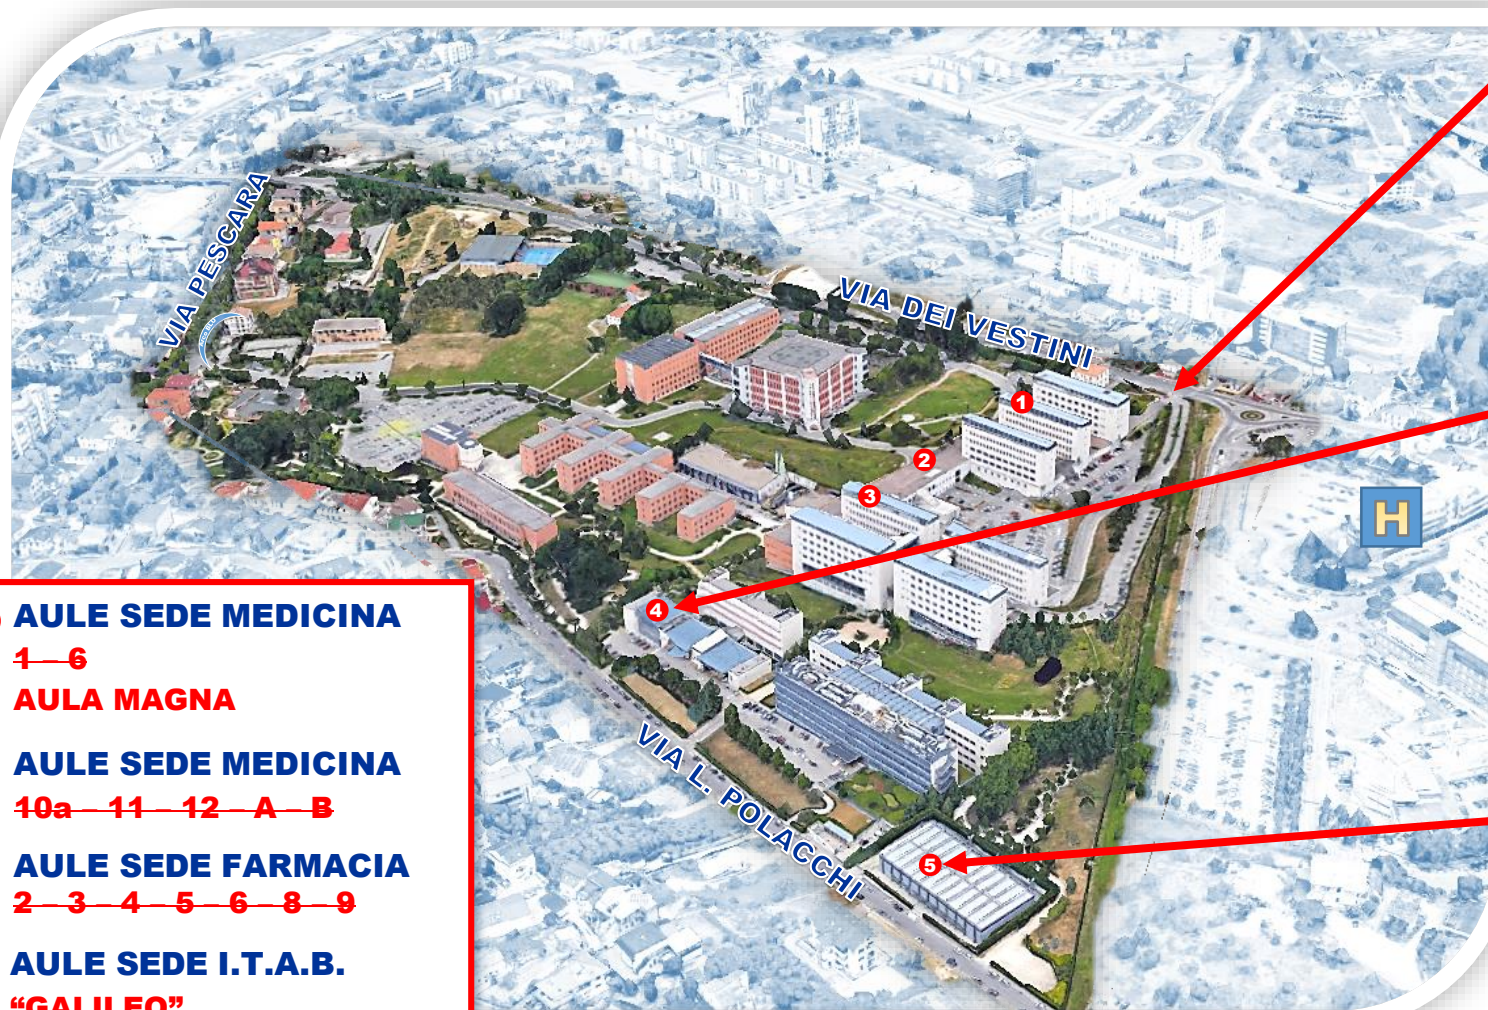 VIA PESCARA
VIA DEI VESTINI
1
2
3
H
4
AULE SEDE MEDICINA
1 – 6
AULA MAGNA
AULE SEDE MEDICINA
10a – 11 – 12 – A – B
VIA L. POLACCHI
AULE SEDE FARMACIA
2 – 3 – 4 – 5 – 6 – 8 – 9
5
AULE SEDE I.T.A.B.
“GALILEO”